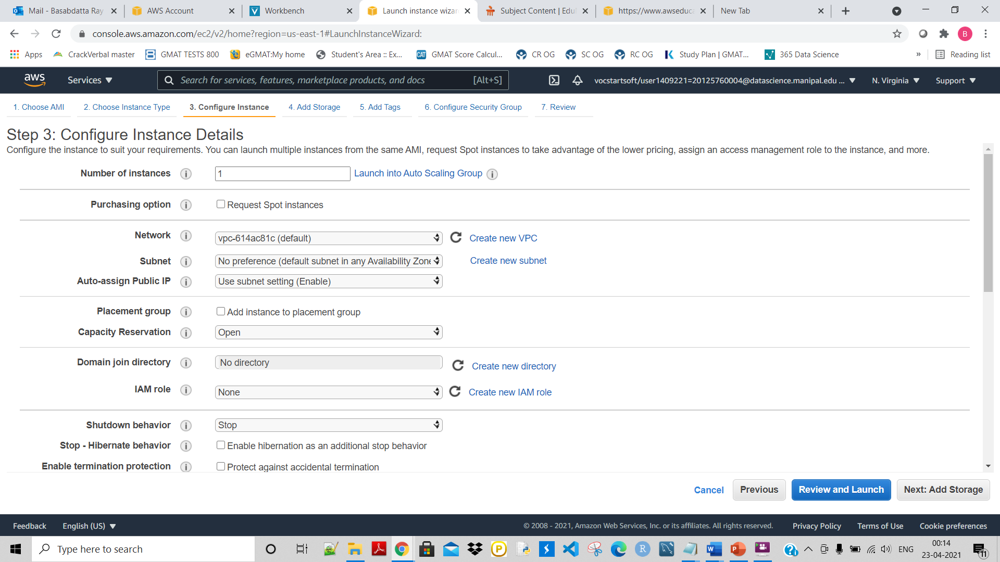 Mail - Basabdatta Ray
AWS Account
Workbench
Launch instance wizar
Subject Content | Edu
https://www.awseduca
New Tab
console.aws.amazon.com/ec2/v2/home?region=us-east-1#LaunchInstanceWizard:
B
Apps
CrackVerbal master
GMAT TESTS 800
eGMAT:My home
Student's Area :: Ex...
CAT
GMAT Score Calcul...
CR OG
SC OG
RC OG
Study Plan | GMAT...
365 Data Science
»
Reading list
aws
Services
Search for services, features, marketplace products, and docs
[Alt+S]
vocstartsoft/user1409221=20125760004@datascience.manipal.edu ...
N. Virginia
Support
1. Choose AMI
2. Choose Instance Type
3. Configure Instance
4. Add Storage
5. Add Tags
6. Configure Security Group
7. Review
Step 3: Configure Instance Details
Configure the instance to suit your requirements. You can launch multiple instances from the same AMI, request Spot instances to take advantage of the lower pricing, assign an access management role to the instance, and more.
Number of instances
1
Launch into Auto Scaling Group
Purchasing option
Request Spot instances
Network
vpc-614ac81c (default)
Create new VPC
Subnet
No preference (default subnet in any Availability Zone
Create new subnet
Auto-assign Public IP
Use subnet setting (Enable)
Placement group
Add instance to placement group
Capacity Reservation
Open
Domain join directory
No directory
Create new directory
IAM role
None
Create new IAM role
Shutdown behavior
Stop
Stop - Hibernate behavior
Enable hibernation as an additional stop behavior
Enable termination protection
Protect against accidental termination
Cancel
Previous
Review and Launch
Next: Add Storage
Feedback
English (US)
© 2008 - 2021, Amazon Web Services, Inc. or its affiliates. All rights reserved.
Privacy Policy
Terms of Use
Cookie preferences
Type here to search
ENG
00:14
23-04-2021
11